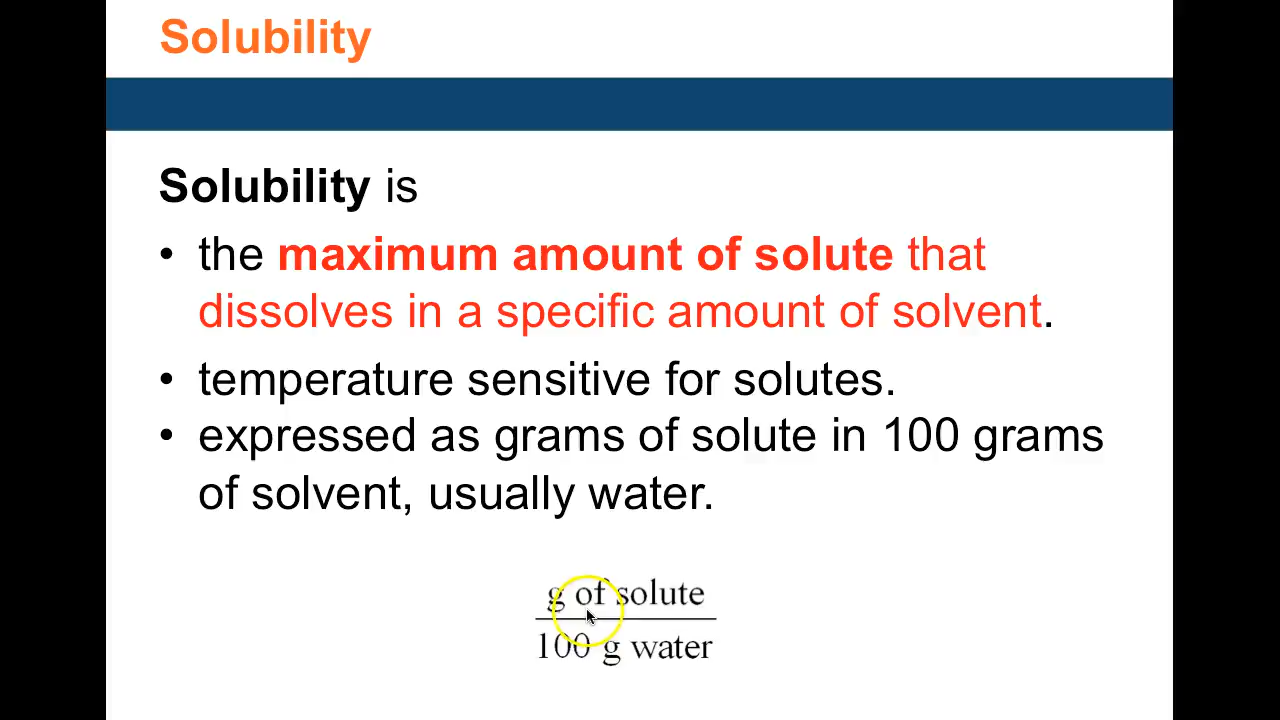 Solubility
Solubility is
• the maximum amount of solute that
dissolves in a specific amount of solvent.
• temperature sensitive for solutes.
• expressed as grams of solute in 100 grams
of solvent, usually water.
g of solute
100 g water